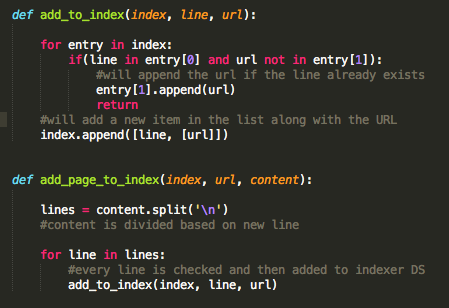 def add_to_index(index, line, url):
for entry in index:
if(line in entry[0] and url not in entry[1]):
#will append the url if the line already exists
entry[1].append(url)
return
#will add a new item in the list along with the URL
index.append([line, [url]])
def add_page_to_index(index, url, content):
lines = content.split('\n')
#content is divided based on new line
for line in lines:
#every line is checked and then added to indexer DS
add_to_index(index, line, url)